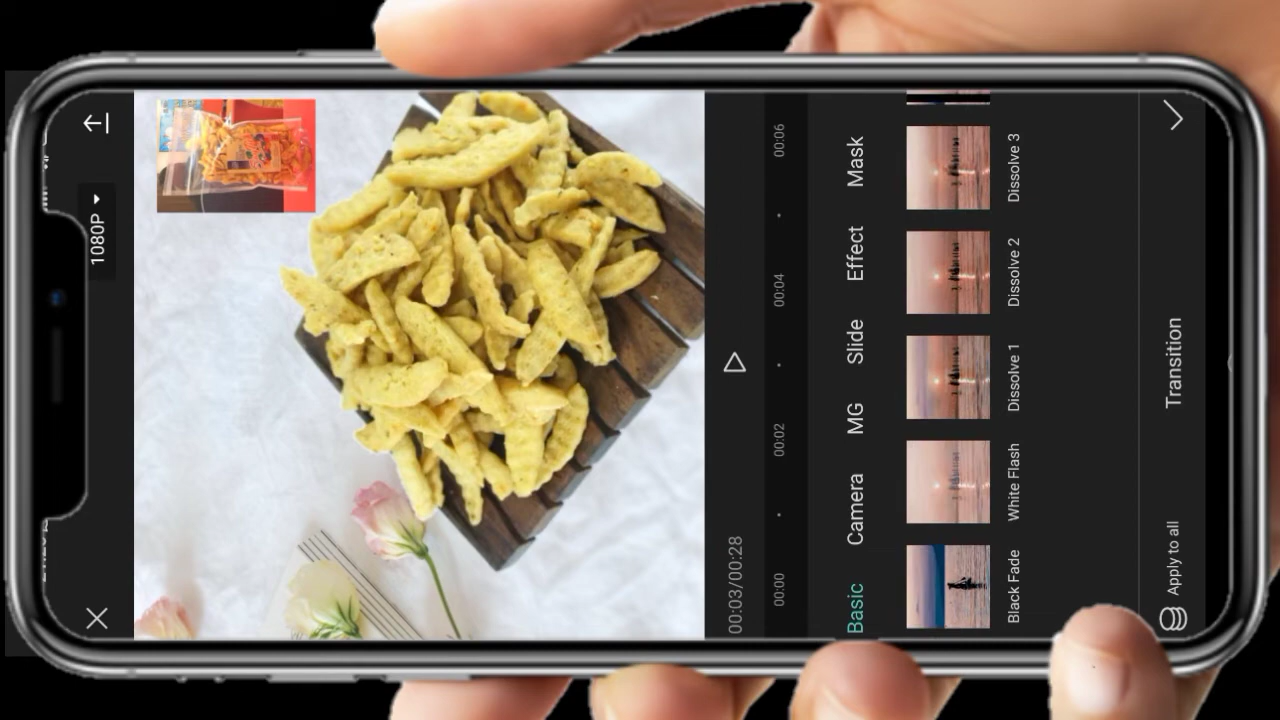 1080P
00:03/00:28
00:00
00:02
00:04
00:06
Basic Camera MG Slide Effect Mask
Black Fade
White Flash
Dissolve 1
Dissolve 2
Dissolve 3
Apply to all
Transition